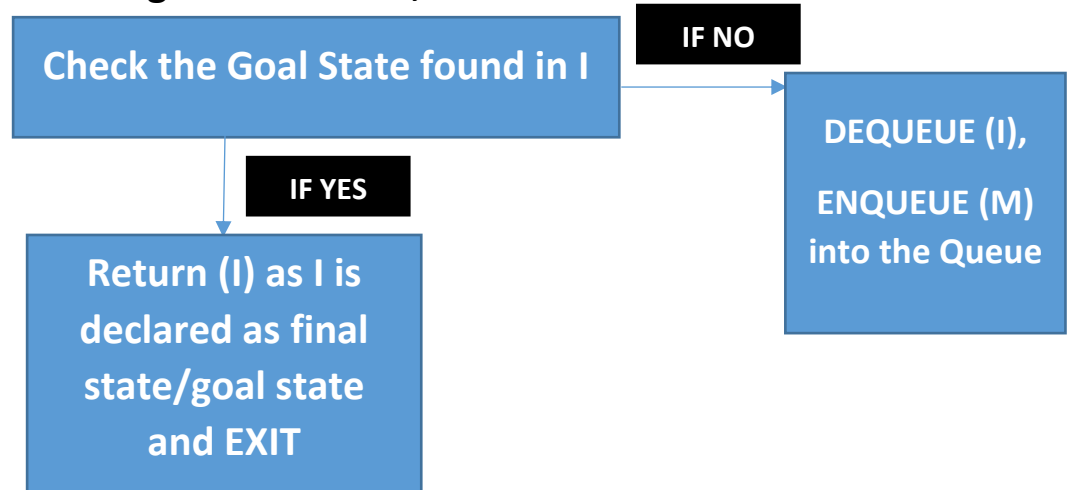 Check the Goal State found in I
IF NO
DEQUEUE (I),
ENQUEUE (M)
into the Queue
IF YES
Return (I) as I is
declared as final
state/goal state
and EXIT